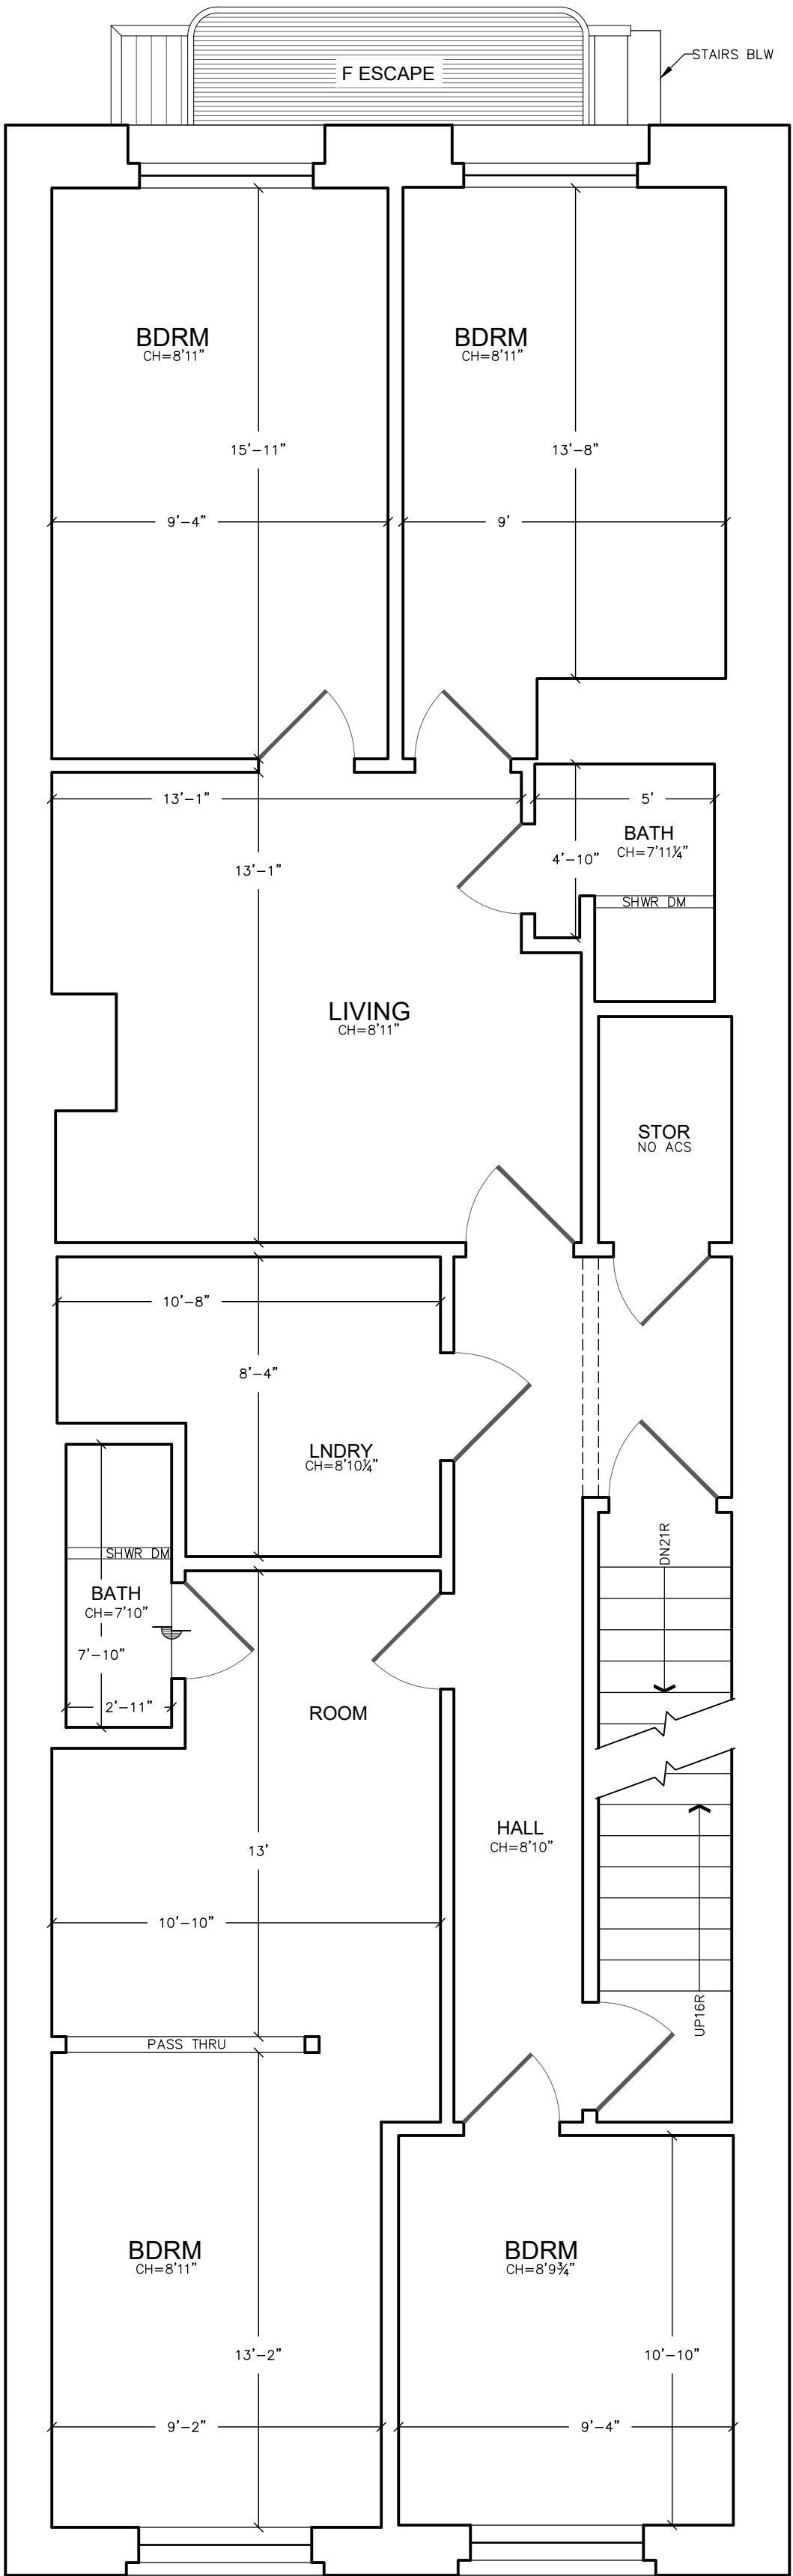 F ESCAPE
STAIRS BLW
BDRM
CH=8'11"
BDRM
CH=8'11"
15'-11"
13'-8"
9'-4"
9'
13'-1"
5'
BATH
CH=7'11¼"
4'-10"
13'-1"
SHWR DM
LIVING
CH=8'11"
STOR
NO ACS
10'-8"
8'-4"
LNDRY
CH=8'10¼"
DN21R
SHWR DM
BATH
CH=7'10"
7'-10"
2'-11"
ROOM
HALL
CH=8'10"
13'
10'-10"
UP16R
PASS THRU
BDRM
CH=8'11"
BDRM
CH=8'9¾"
13'-2"
10'-10"
9'-2"
9'-4"